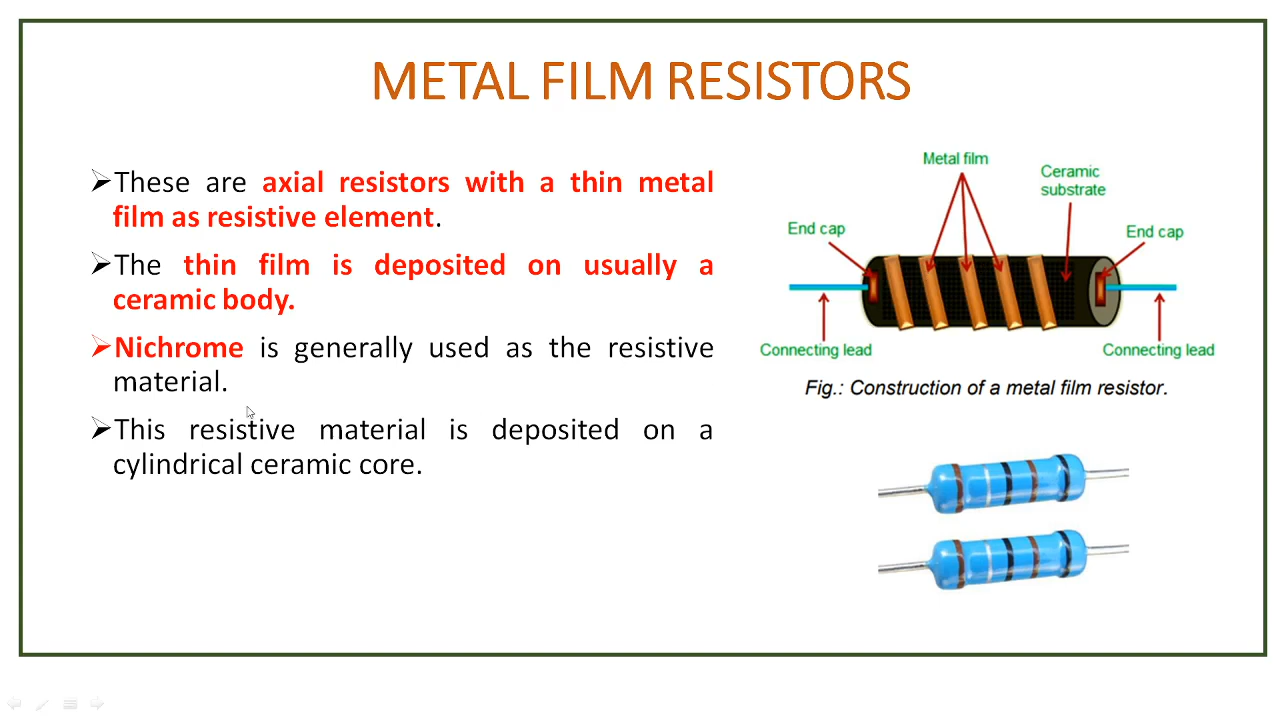 METAL FILM RESISTORS
➢These are axial resistors with a thin metal
film as resistive element.
➢The thin film is deposited on usually a
ceramic body.
➢Nichrome is generally used as the resistive
material.
➢This resistive material is deposited on a
cylindrical ceramic core.
Metal film
Ceramic
substrate
End cap
End cap
Connecting lead
Connecting lead
Fig.: Construction of a metal film resistor.